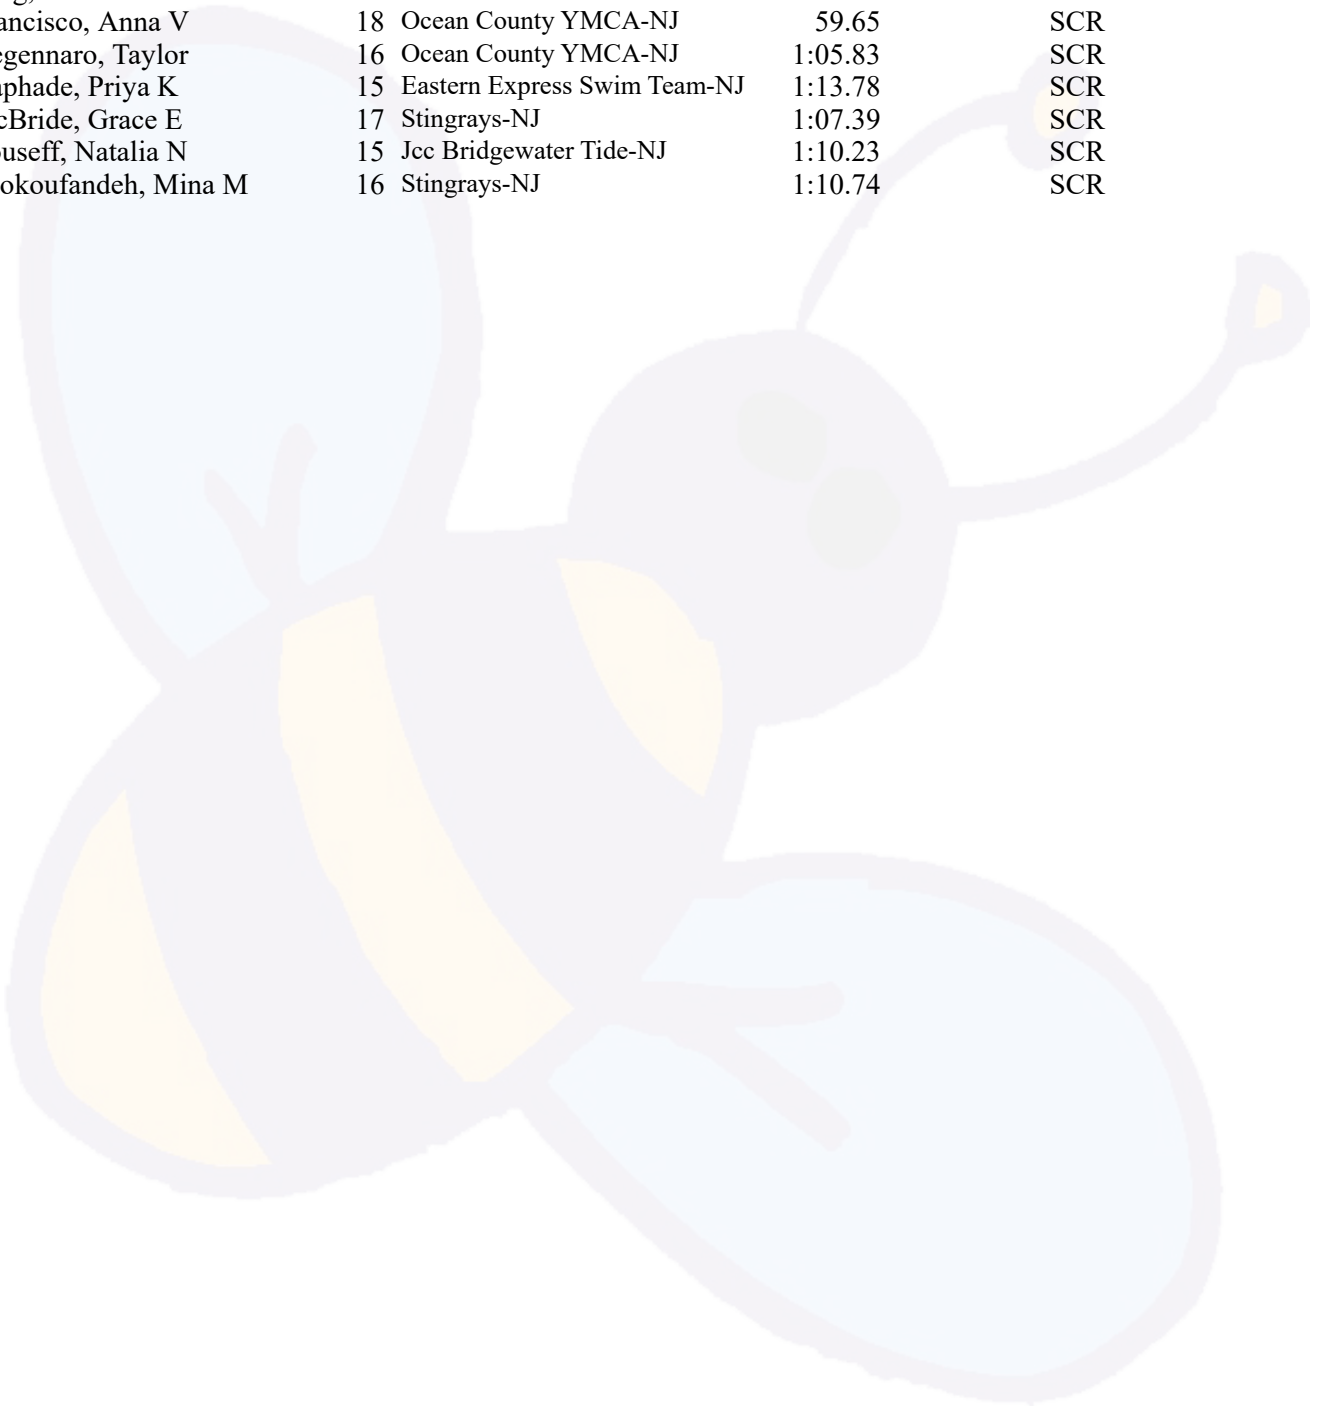 ancisco, Anna V 18 Ocean County YMCA-NJ 59.65 SCR
egennaro, Taylor 16 Ocean County YMCA-NJ 1:05.83 SCR
aphade, Priya K 15 Eastern Express Swim Team-NJ 1:13.78 SCR
cBride, Grace E 17 Stingrays-NJ 1:07.39 SCR
ouseff, Natalia N 15 Jcc Bridgewater Tide-NJ 1:10.23 SCR
okoufandeh, Mina M 16 Stingrays-NJ 1:10.74 SCR